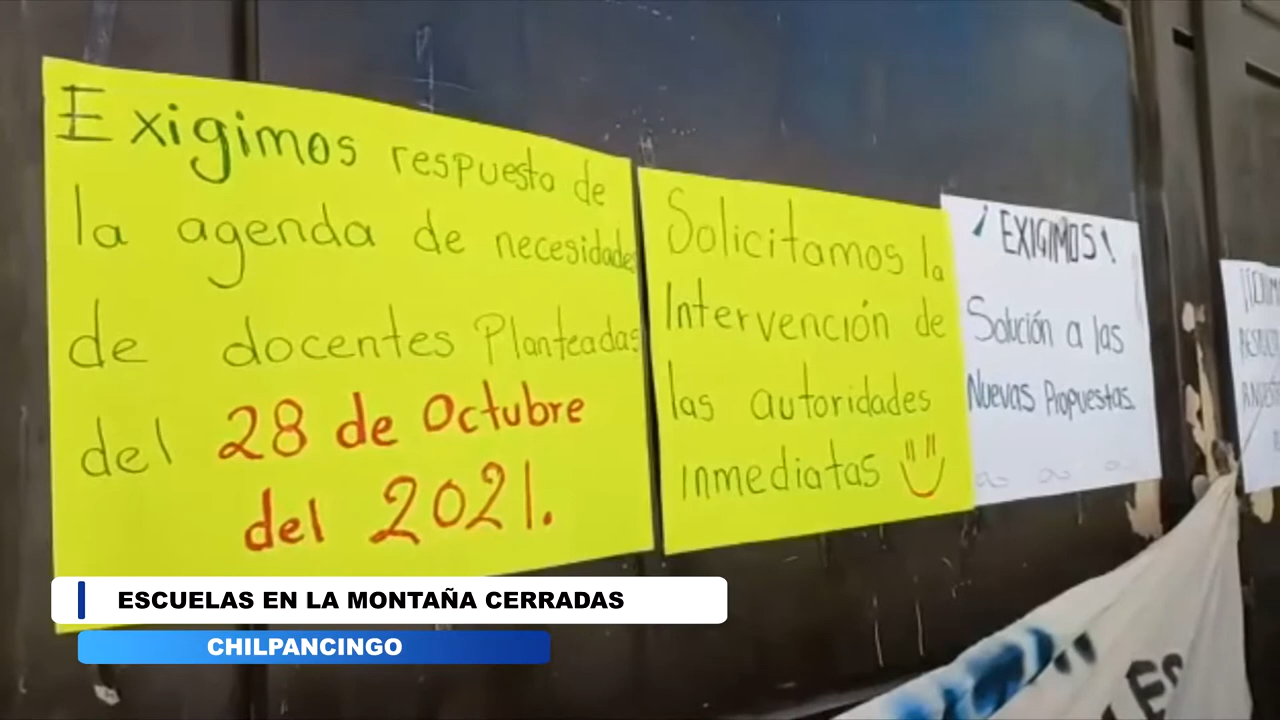 Exigimos respuesta de
la agenda de necesidades
de docentes Planteadas
del 28 de Octubre
del 2021.
Solicitamos la
Intervención de
las autoridades
inmediatas
¡EXIGIMOS!
Solución a las
Nuevas Propuestas.
ESCUELAS EN LA MONTAÑA CERRADAS
CHILPANCINGO